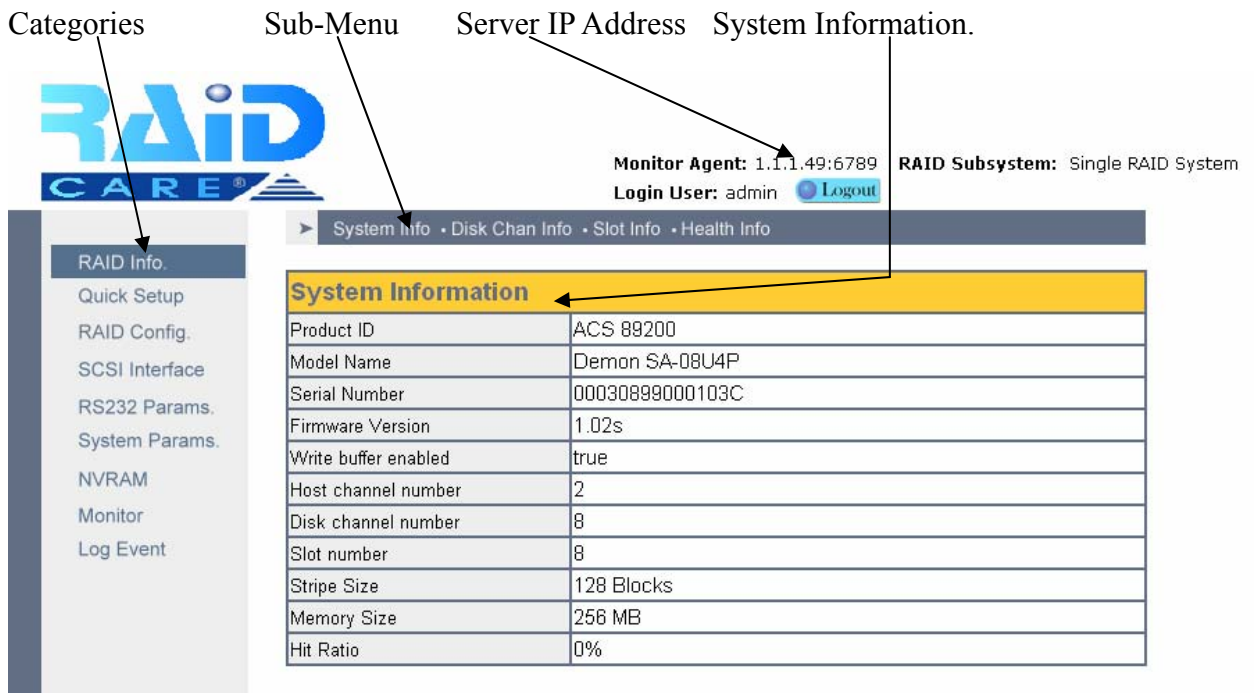 Categories Sub-Menu Server IP Address System Information.
RAiD
CARE®
Monitor Agent: 1.1.1.49:6789 RAID Subsystem: Single RAID System
Login User: admin Logout
➤ System Info • Disk Chan Info • Slot Info • Health Info
RAID Info.
Quick Setup
RAID Config.
SCSI Interface
RS232 Params.
System Params.
NVRAM
Monitor
Log Event
System Information
Product ID ACS 89200
Model Name Demon SA-08U4P
Serial Number 00030899000103C
Firmware Version 1.02s
Write buffer enabled true
Host channel number 2
Disk channel number 8
Slot number 8
Stripe Size 128 Blocks
Memory Size 256 MB
Hit Ratio 0%